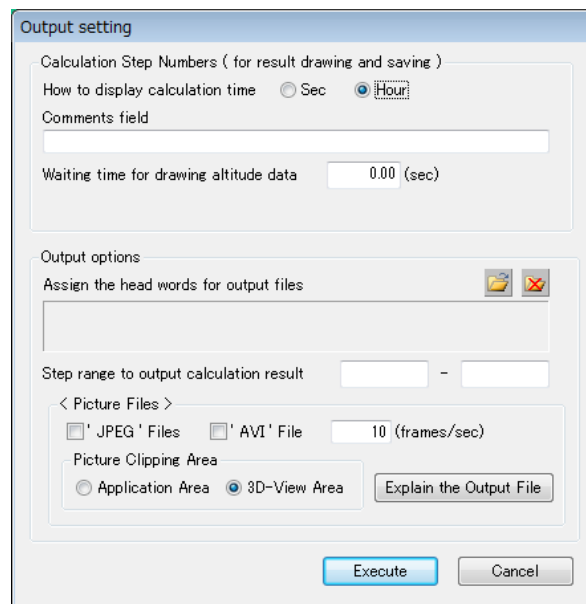 Output setting
Calculation Step Numbers ( for result drawing and saving )
How to display calculation time Sec Hour
Comments field
Waiting time for drawing altitude data 0.00 (sec)
Output options
Assign the head words for output files
Step range to output calculation result -
< Picture Files >
' JPEG ' Files ' AVI ' File 10 (frames/sec)
Picture Clipping Area
Application Area 3D-View Area Explain the Output File
Execute Cancel